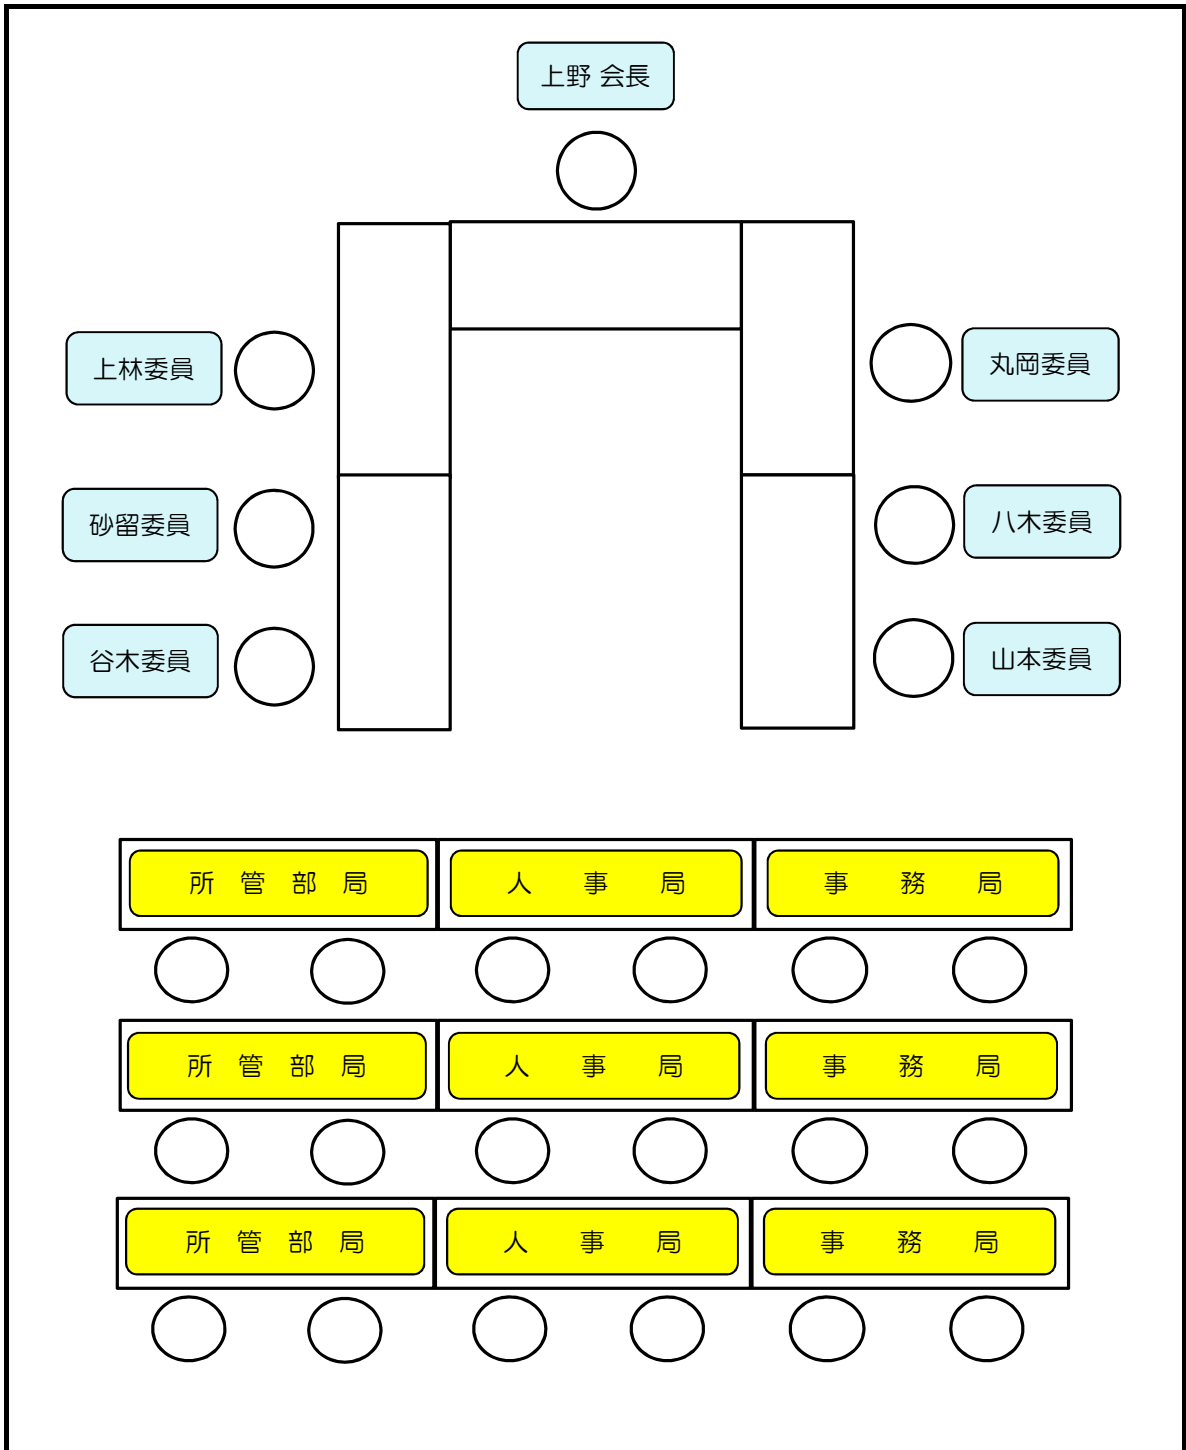 上野 会長
上林委員
丸岡委員
砂留委員
八木委員
谷木委員
山本委員
所 管 部 局
人 事 局
事 務 局
所 管 部 局
人 事 局
事 務 局
所 管 部 局
人 事 局
事 務 局